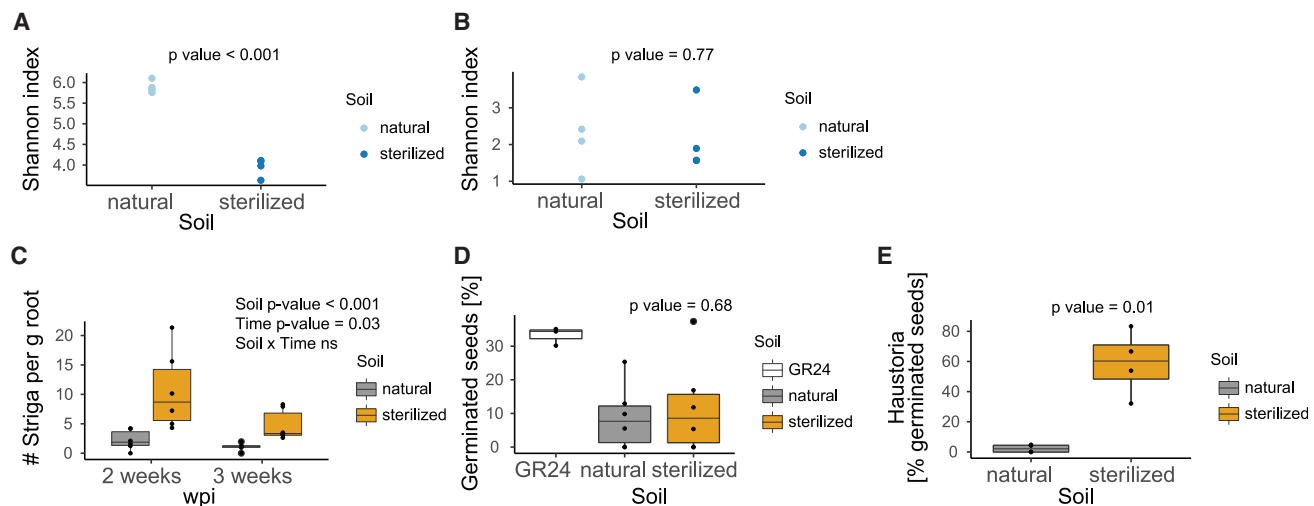 A
p value < 0.001
Shannon index
6.0
5.5
4.5
4.0
natural
sterilized
Soil
Soil
natural
sterilized
B
p value = 0.77
Shannon index
3
2
1
natural
sterilized
Soil
Soil
natural
sterilized
C
Soil p-value < 0.001
Time p-value = 0.03
Soil x Time ns
# Striga per g root
20
15
10
5
0
2 weeks
3 weeks
wpi
Soil
natural
sterilized
D
p value = 0.68
Germinated seeds [%]
30
20
10
0
GR24
natural
sterilized
Soil
Soil
GR24
natural
sterilized
E
p value = 0.01
Haustoria
[% germinated seeds]
80
60
40
20
0
natural
sterilized
Soil
Soil
natural
sterilized